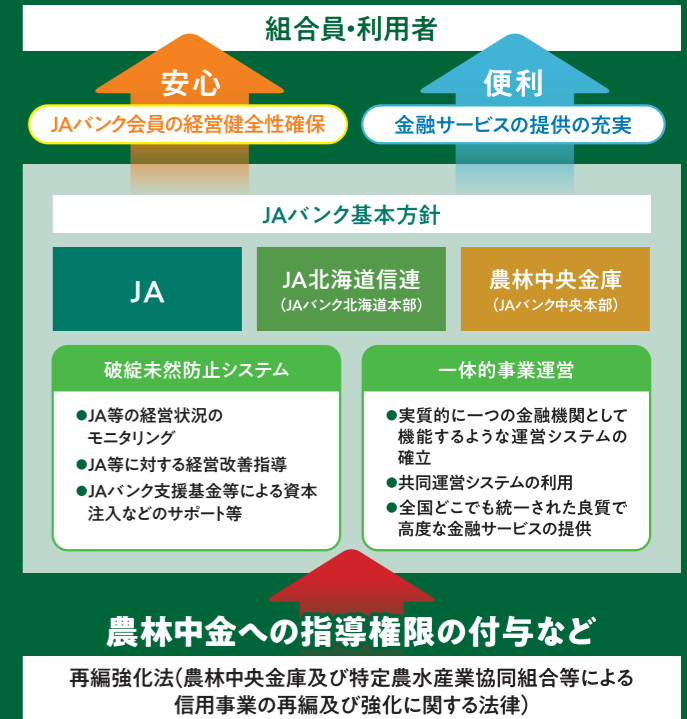 組合員・利用者
安心
便利
JAバンク会員の経営健全性確保
金融サービスの提供の充実
JAバンク基本方針
JA
JA北海道信連
(JAバンク北海道本部)
農林中央金庫
(JAバンク中央本部)
破綻未然防止システム
●JA等の経営状況の
モニタリング
●JA等に対する経営改善指導
●JAバンク支援基金等による資本
注入などのサポート等
一体的事業運営
●実質的に一つの金融機関として
機能するような運営システムの
確立
●共同運営システムの利用
●全国どこでも統一された良質で
高度な金融サービスの提供
農林中金への指導権限の付与など
再編強化法(農林中央金庫及び特定農水産業協同組合等による
信用事業の再編及び強化に関する法律)